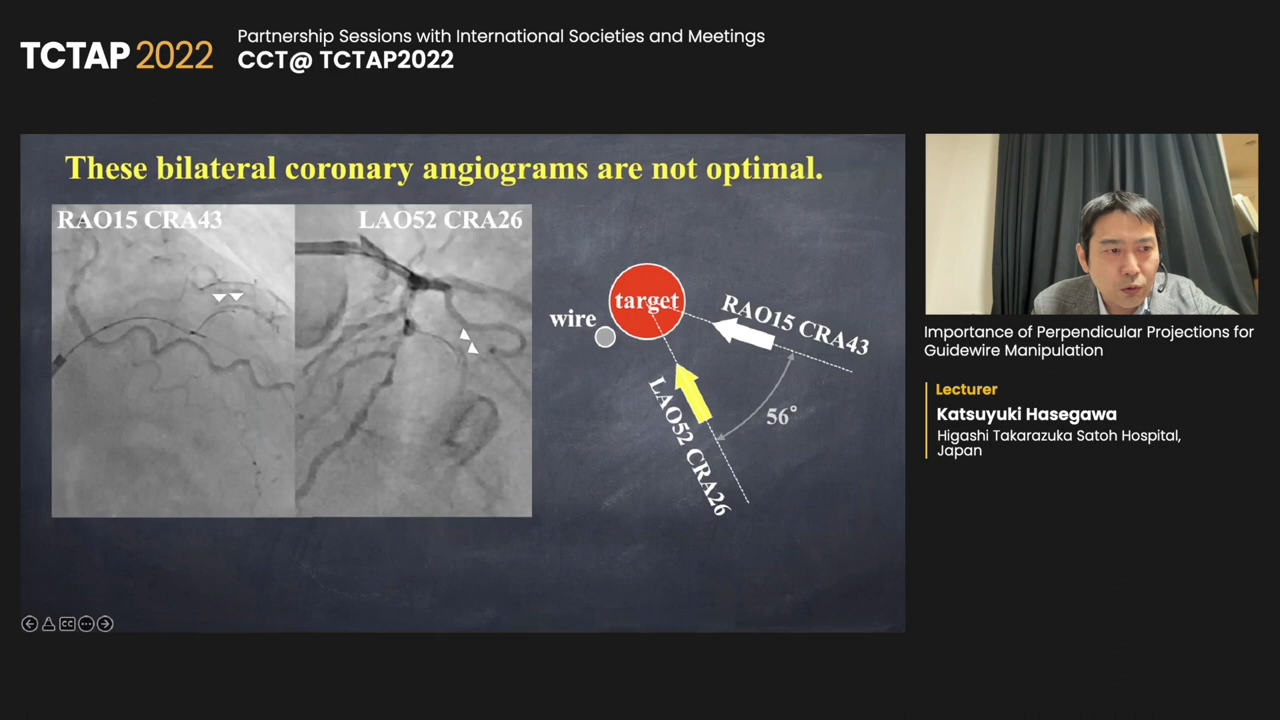 TCTAP 2022
Partnership Sessions with International Societies and Meetings
CCT@ TCTAP2022
These bilateral coronary angiograms are not optimal.
RAO15 CRA43
LAO52 CRA26
target
wire
RAO15 CRA43
LAO52 CRA26
56°
CC
Importance of Perpendicular Projections for
Guidewire Manipulation
Lecturer
Katsuyuki Hasegawa
Higashi Takarazuka Satoh Hospital,
Japan